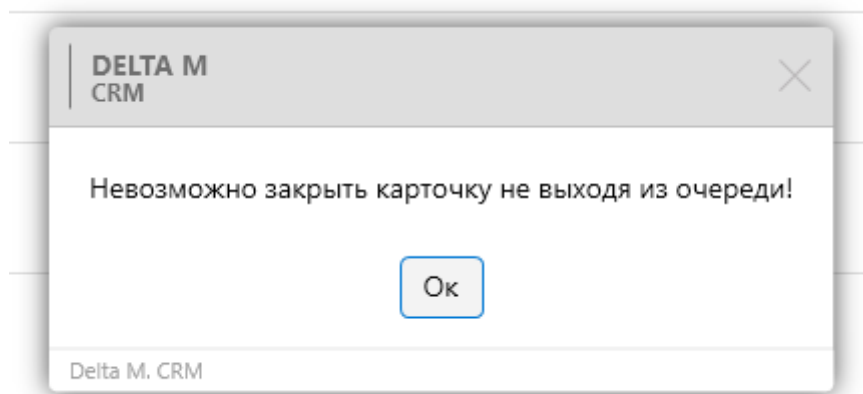 DELTA M
CRM
Невозможно закрыть карточку не выходя из очереди!
Ок
Delta M. CRM